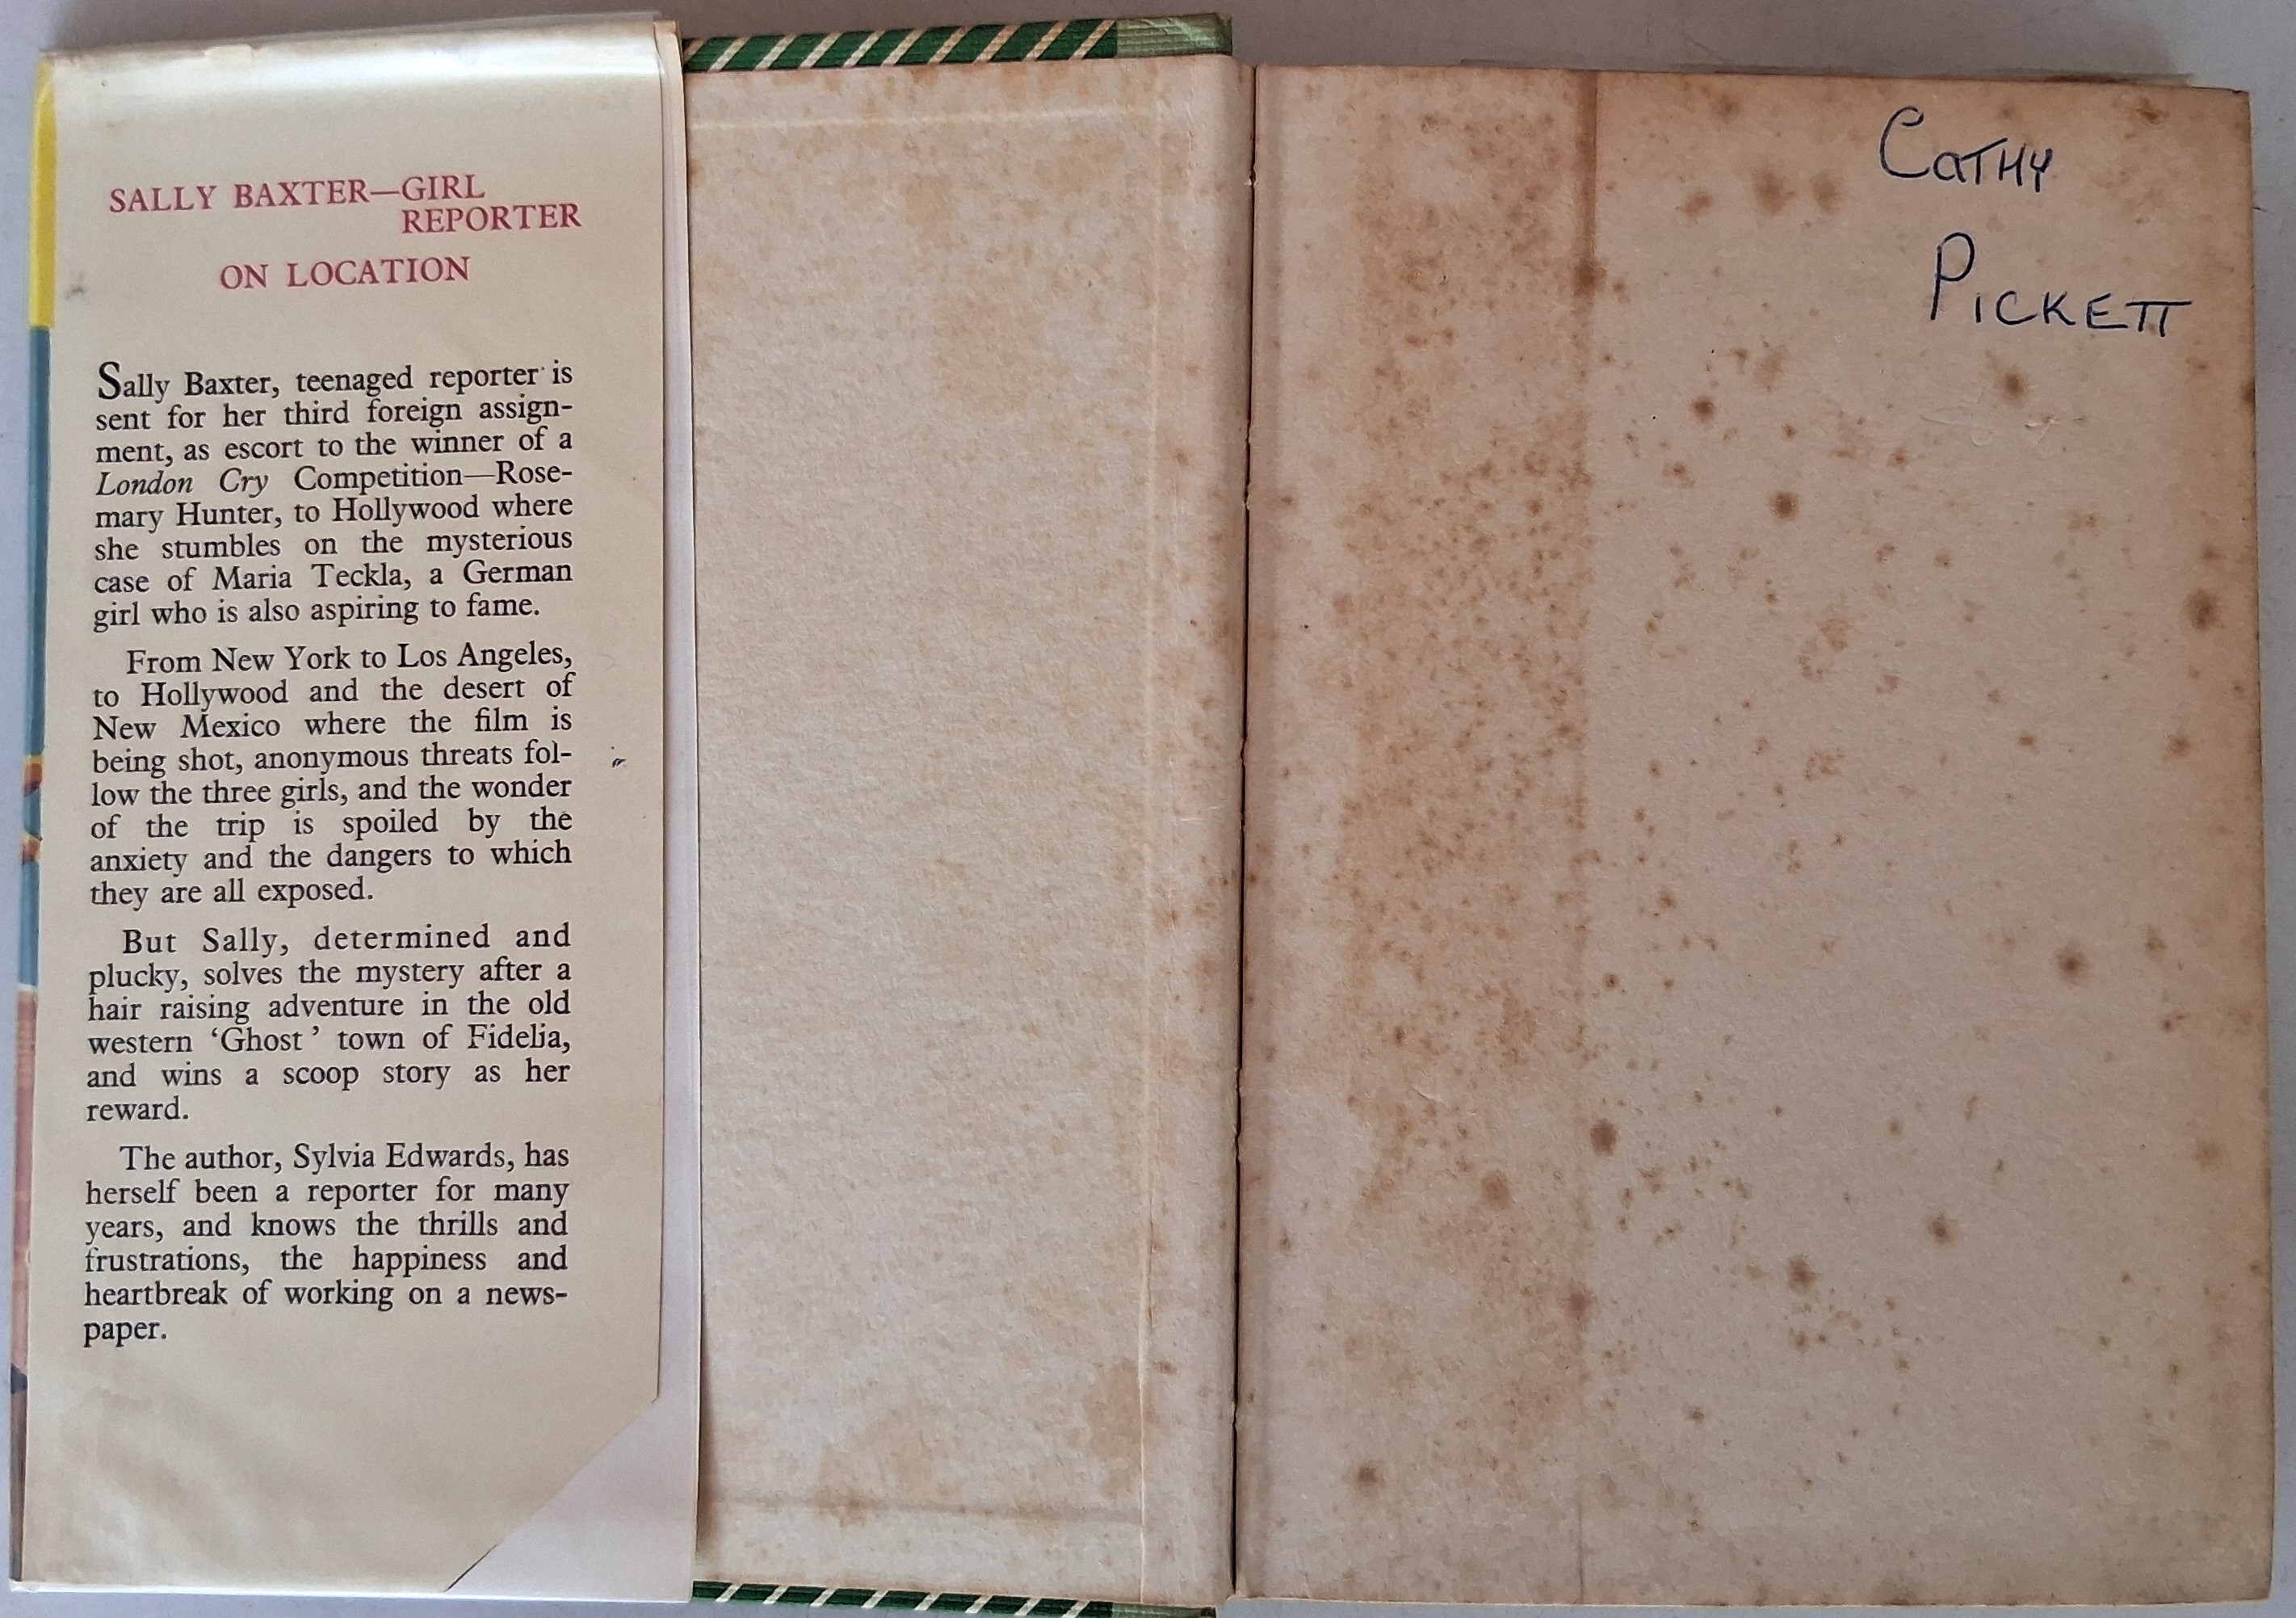 SALLY BAXTER—GIRL
REPORTER
ON LOCATION
Sally Baxter, teenaged reporter is
sent for her third foreign assign-
ment, as escort to the winner of a
London Cry Competition—Rose-
mary Hunter, to Hollywood where
she stumbles on the mysterious
case of Maria Teckla, a German
girl who is also aspiring to fame.
From New York to Los Angeles,
to Hollywood and the desert of
New Mexico where the film is
being shot, anonymous threats fol-
low the three girls, and the wonder
of the trip is spoiled by the
anxiety and the dangers to which
they are all exposed.
But Sally, determined and
plucky, solves the mystery after a
hair raising adventure in the old
western ‘Ghost’ town of Fidelia,
and wins a scoop story as her
reward.
The author, Sylvia Edwards, has
herself been a reporter for many
years, and knows the thrills and
frustrations, the happiness and
heartbreak of working on a news-
paper.
CATHY
PICKETT